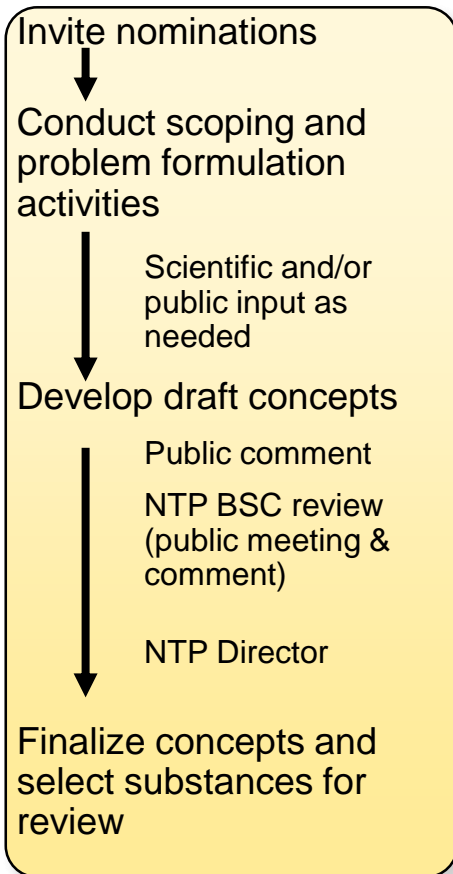 Invite nominations
Conduct scoping and
problem formulation
activities
Scientific and/or
public input as
needed
Develop draft concepts
Public comment
NTP BSC review
(public meeting &
comment)
NTP Director
Finalize concepts and
select substances for
review